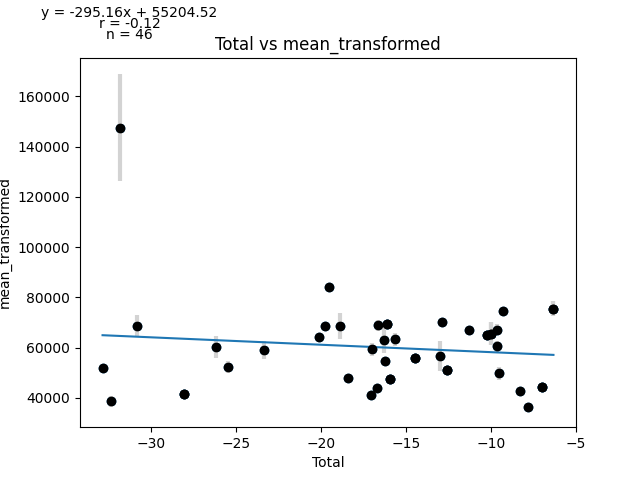 y = -295.16x + 55204.52
r = -0.12
n = 46
Total vs mean_transformed
160000
140000
120000
100000
80000
60000
40000
mean_transformed
−30
−25
−20
−15
−10
−5
Total